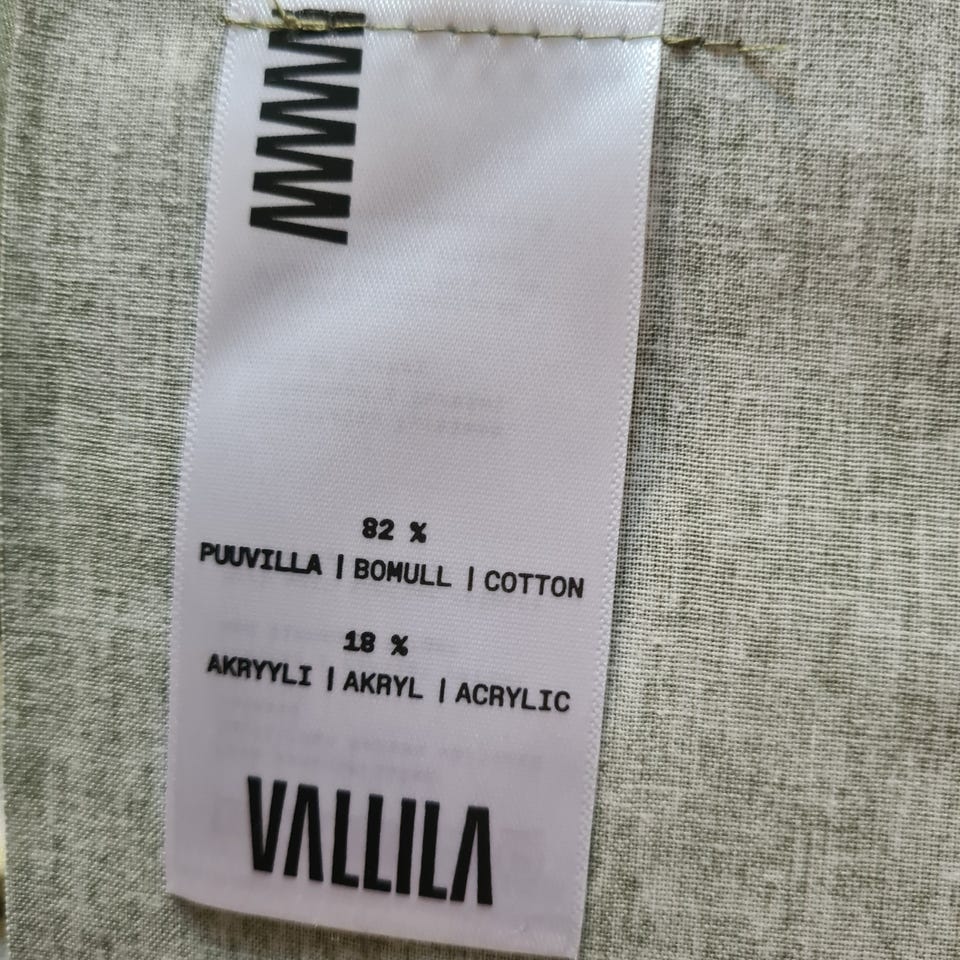 82 %
PUUVILLA | BOMULL | COTTON
18 %
AKRYYLI | AKRYL | ACRYLIC
VALLILA